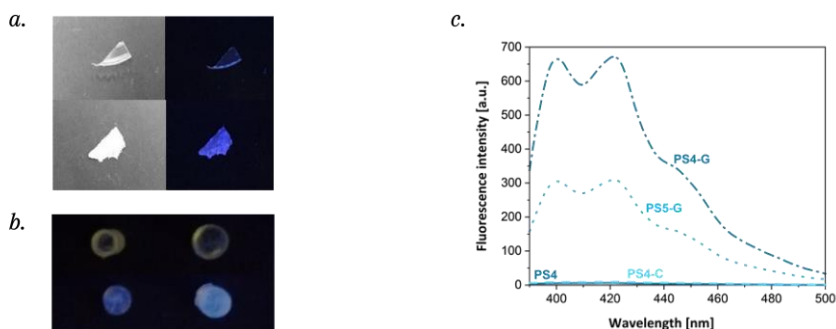 a.
b.
c.
Fluorescence intensity [a.u.]
700
600
500
400
300
200
100
0
PS4-G
PS5-G
PS4
PS4-C
400
420
440
460
480
500
Wavelength [nm]